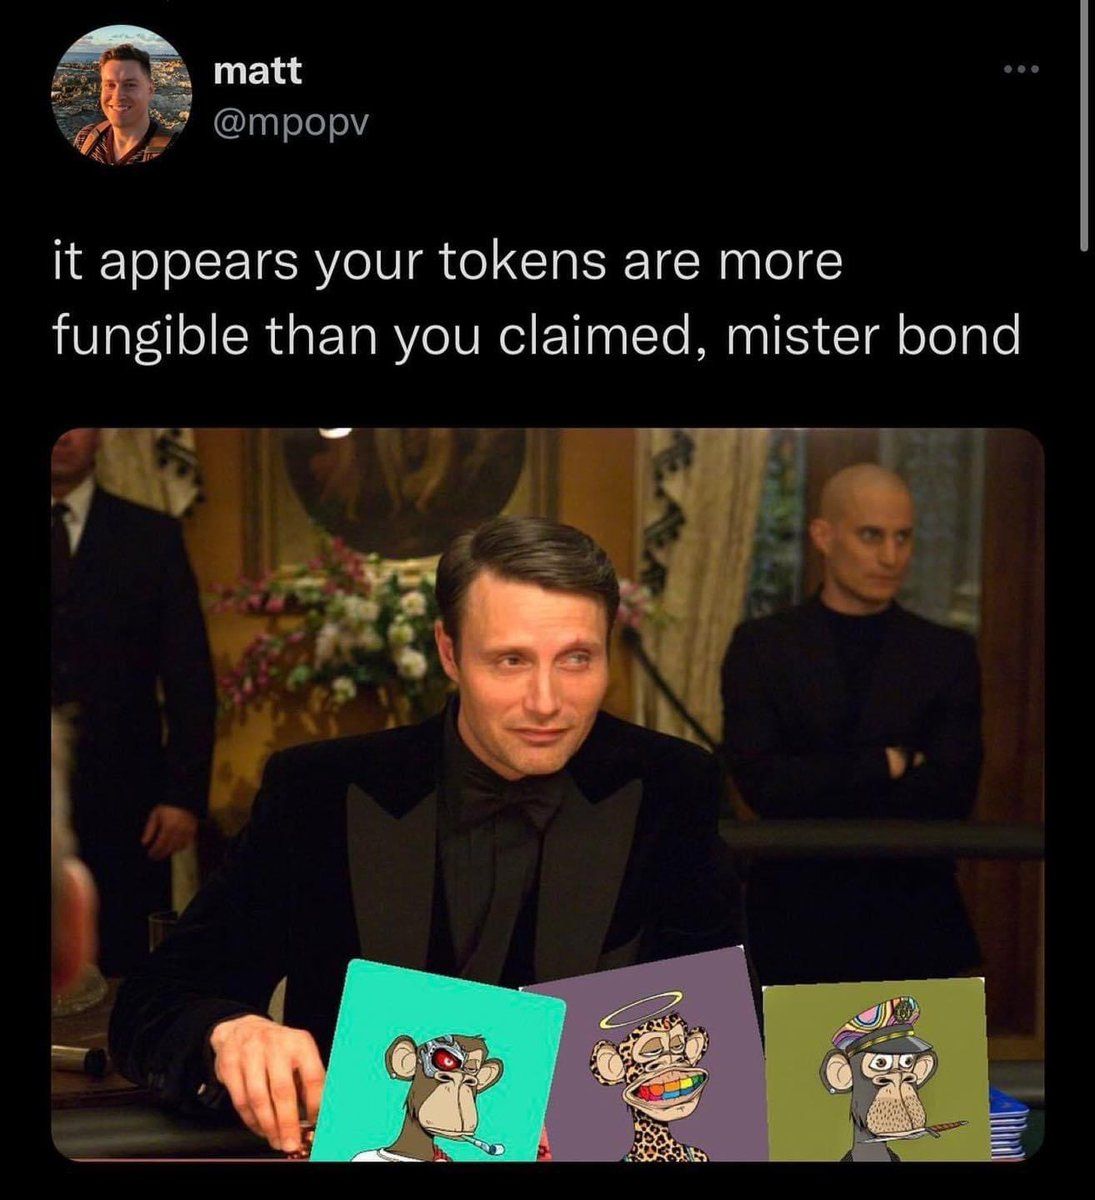 matt
@mpopv
it appears your tokens are more
fungible than you claimed, mister bond